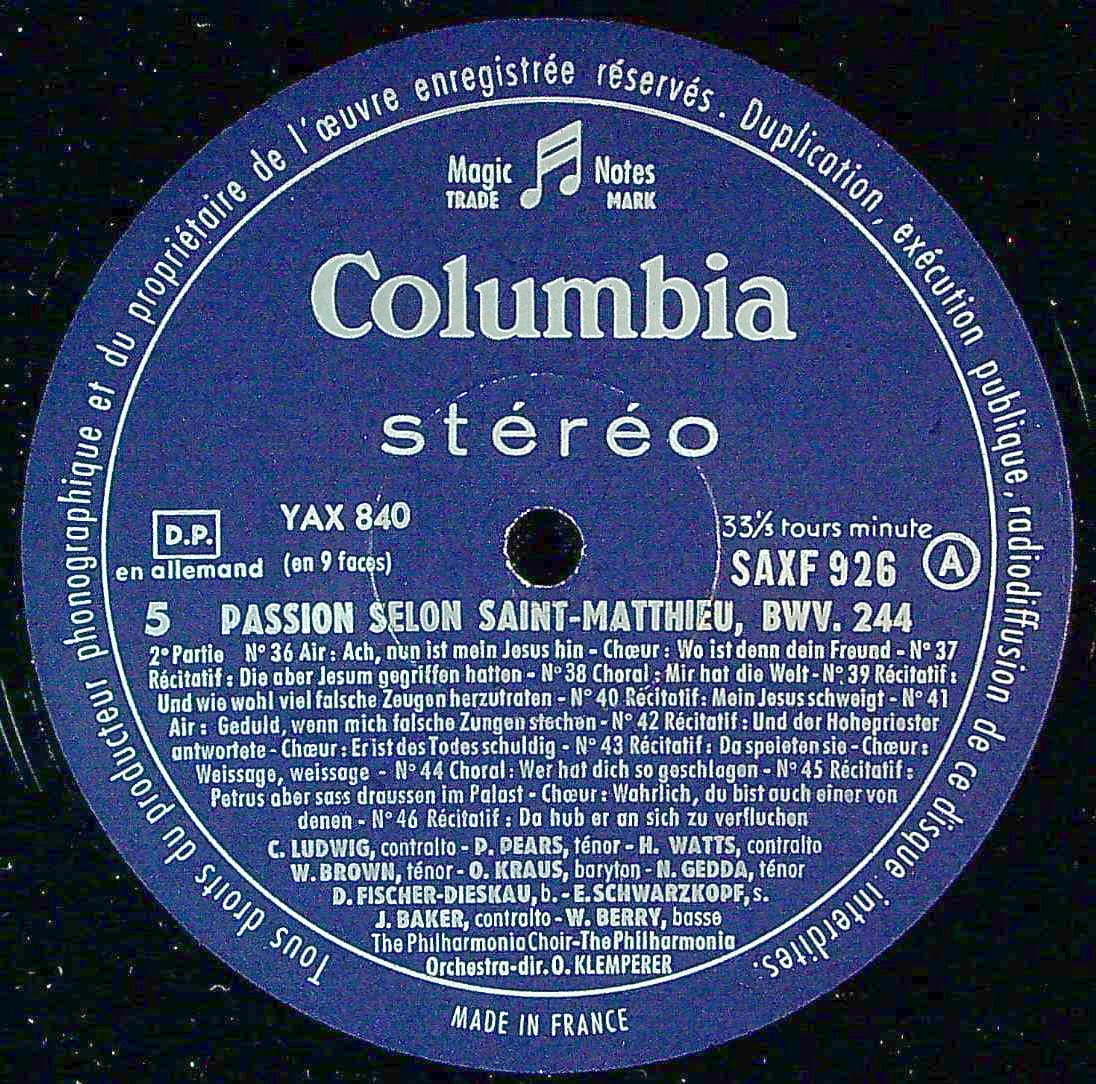 Tous droits du producteur phonographique et du propriétaire de l'œuvre enregistrée réservés. Duplication, exécution publique, radiodiffusion de ce disque interdites.
Magic Notes
TRADE MARK
Columbia
stéréo
D.P. YAX 840 33⅓ tours minute
en allemand (en 9 faces) SAXF 926 A
5 PASSION SELON SAINT-MATTHIEU, BWV. 244
2e Partie N° 36 Air : Ach, nun ist mein Jesus hin - Chœur : Wo ist denn dein Freund - N° 37
Récitatif : Die aber Jesum gegriffen hatten - N° 38 Choral : Mir hat die Welt - N° 39 Récitatif :
Und wie wohl viel falsche Zeugen herzutraten - N° 40 Récitatif : Mein Jesus schweigt - N° 41
Air : Geduld, wenn mich falsche Zungen stechen - N° 42 Récitatif : Und der Hohepriester
antwortete - Chœur : Er ist des Todes schuldig - N° 43 Récitatif : Da speieten sie - Chœur :
Weissage, weissage - N° 44 Choral : Wer hat dich so geschlagen - N° 45 Récitatif :
Petrus aber sass draussen im Palast - Chœur : Wahrlich, du bist auch einer von
denen - N° 46 Récitatif : Da hub er an sich zu verfluchen
C. LUDWIG, contralto - P. PEARS, ténor - H. WATTS, contralto
W. BROWN, ténor - O. KRAUS, baryton - N. GEDDA, ténor
D. FISCHER-DIESKAU, b. - E. SCHWARZKOPF, s.
J. BAKER, contralto - W. BERRY, basse
The Philharmonia Choir-The Philharmonia
Orchestra-dir. O. KLEMPERER
MADE IN FRANCE